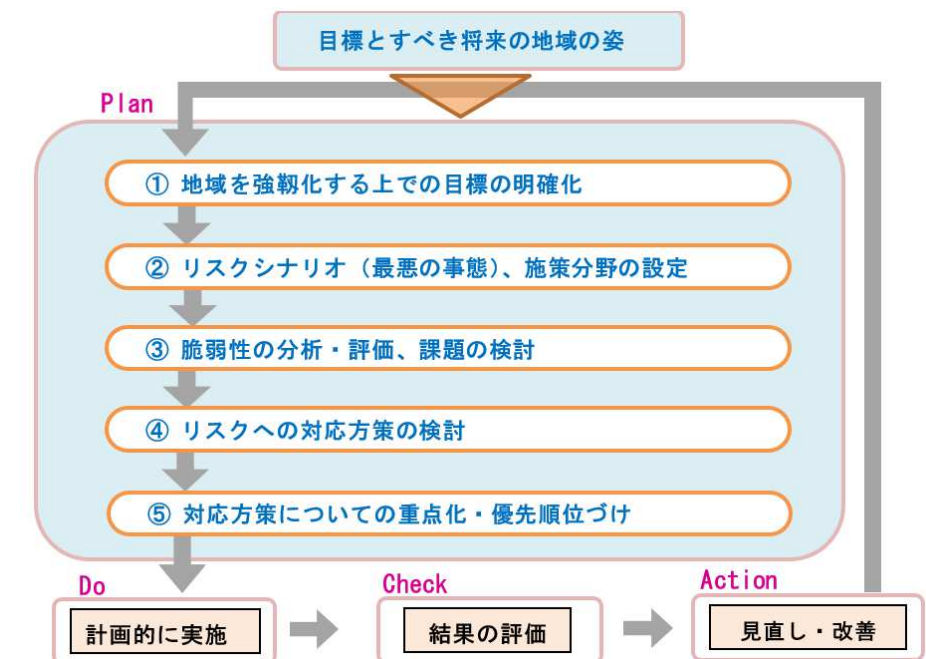 目標とすべき将来の地域の姿
Plan
① 地域を強靱化する上での目標の明確化
② リスクシナリオ（最悪の事態）、施策分野の設定
③ 脆弱性の分析・評価、課題の検討
④ リスクへの対応方策の検討
⑤ 対応方策についての重点化・優先順位づけ
Do
計画的に実施
Check
結果の評価
Action
見直し・改善